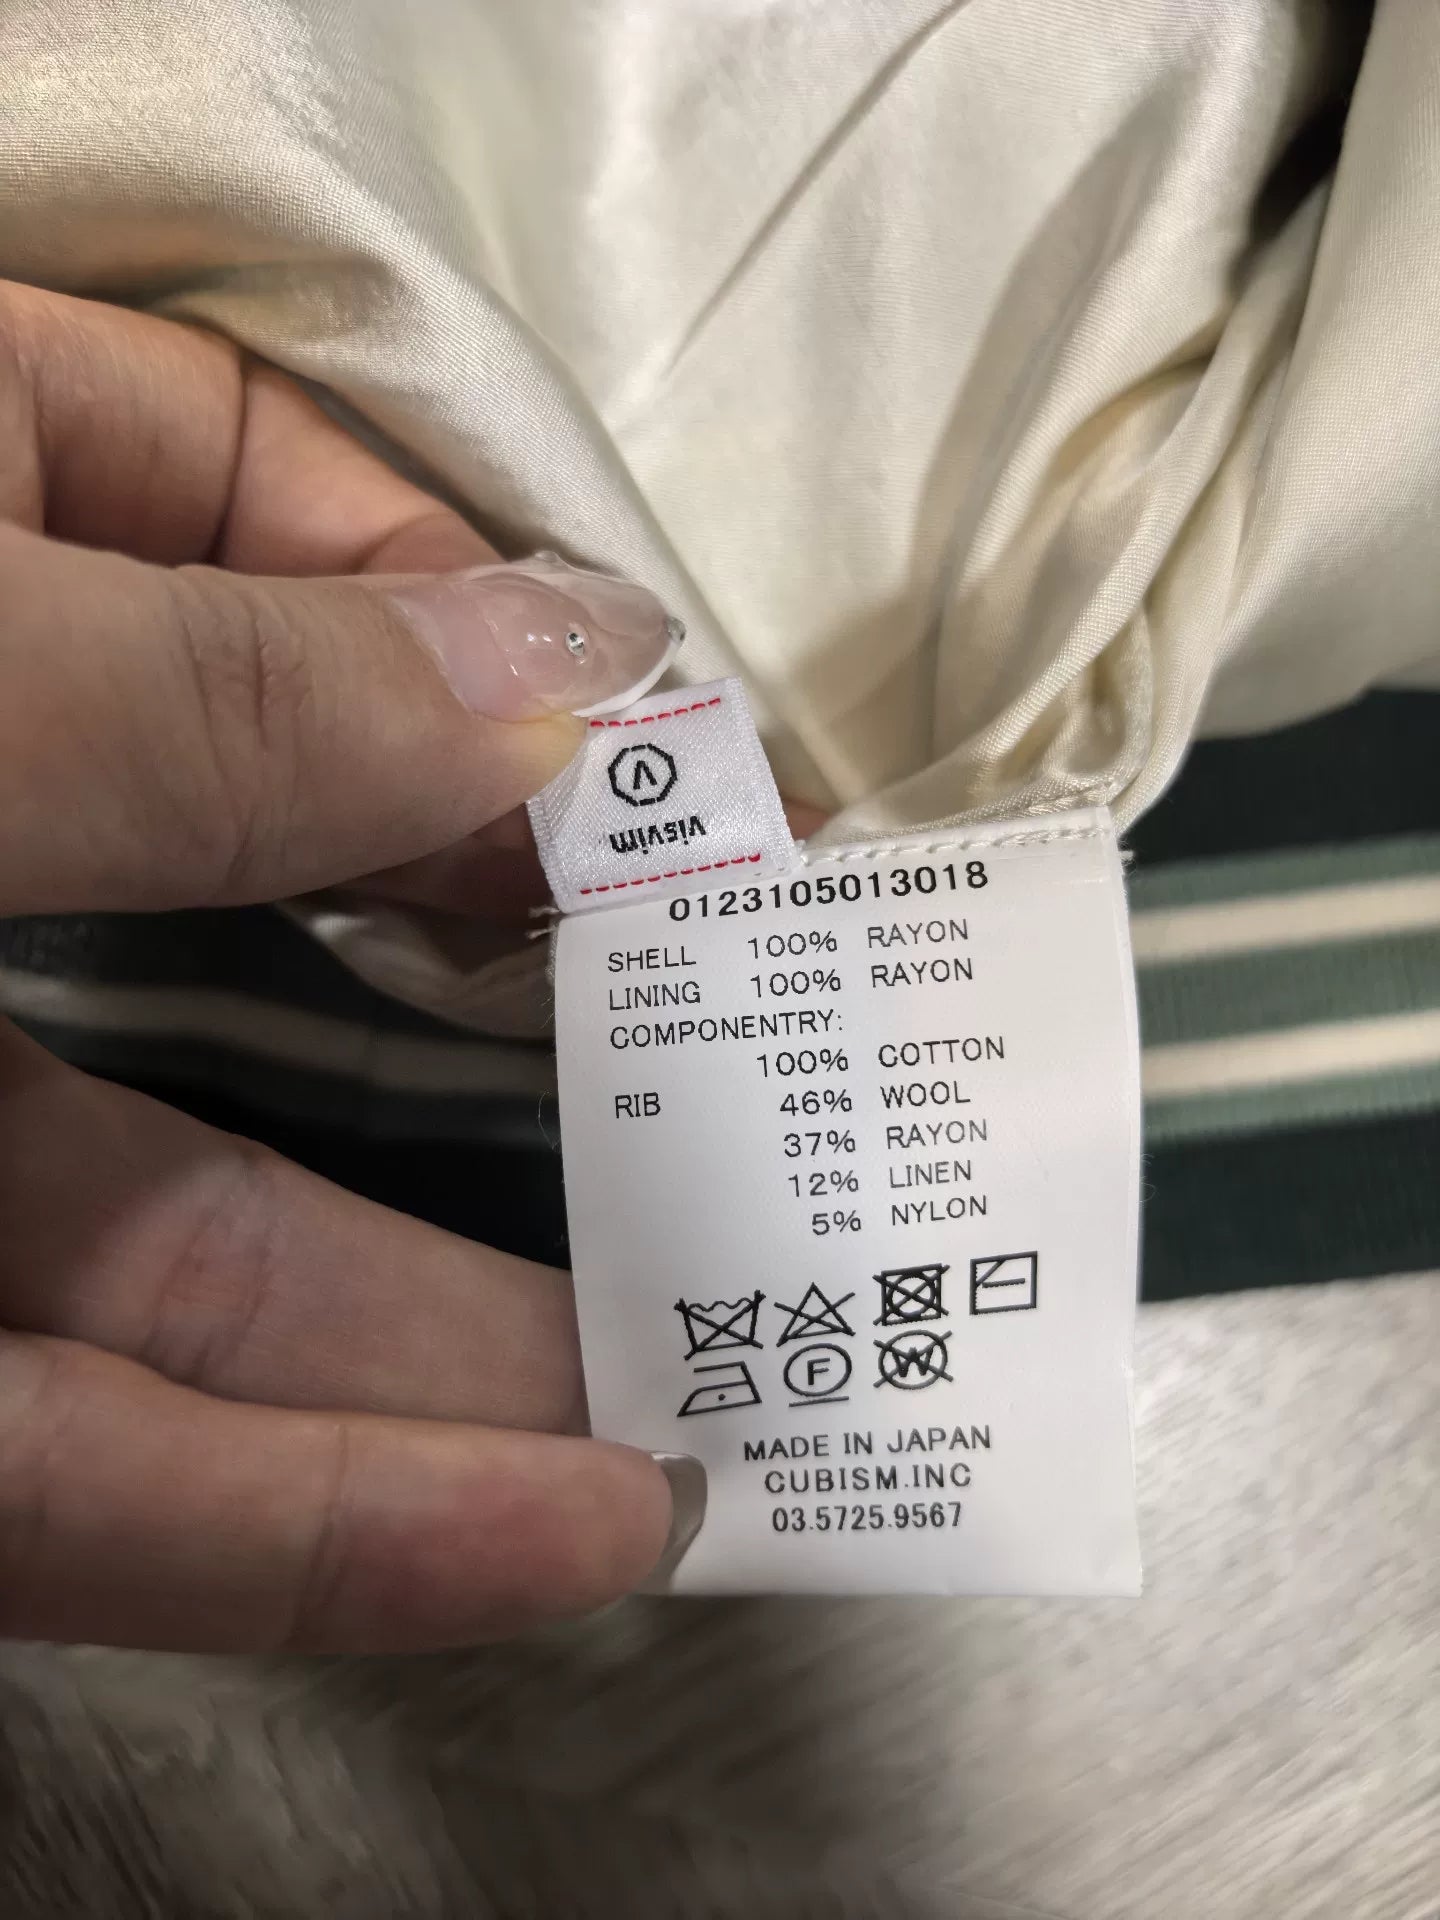 visvim
0123105013018
SHELL 100% RAYON
LINING 100% RAYON
COMPONENTRY:
100% COTTON
RIB 46% WOOL
37% RAYON
12% LINEN
5% NYLON
F W
MADE IN JAPAN
CUBISM.INC
03.5725.9567